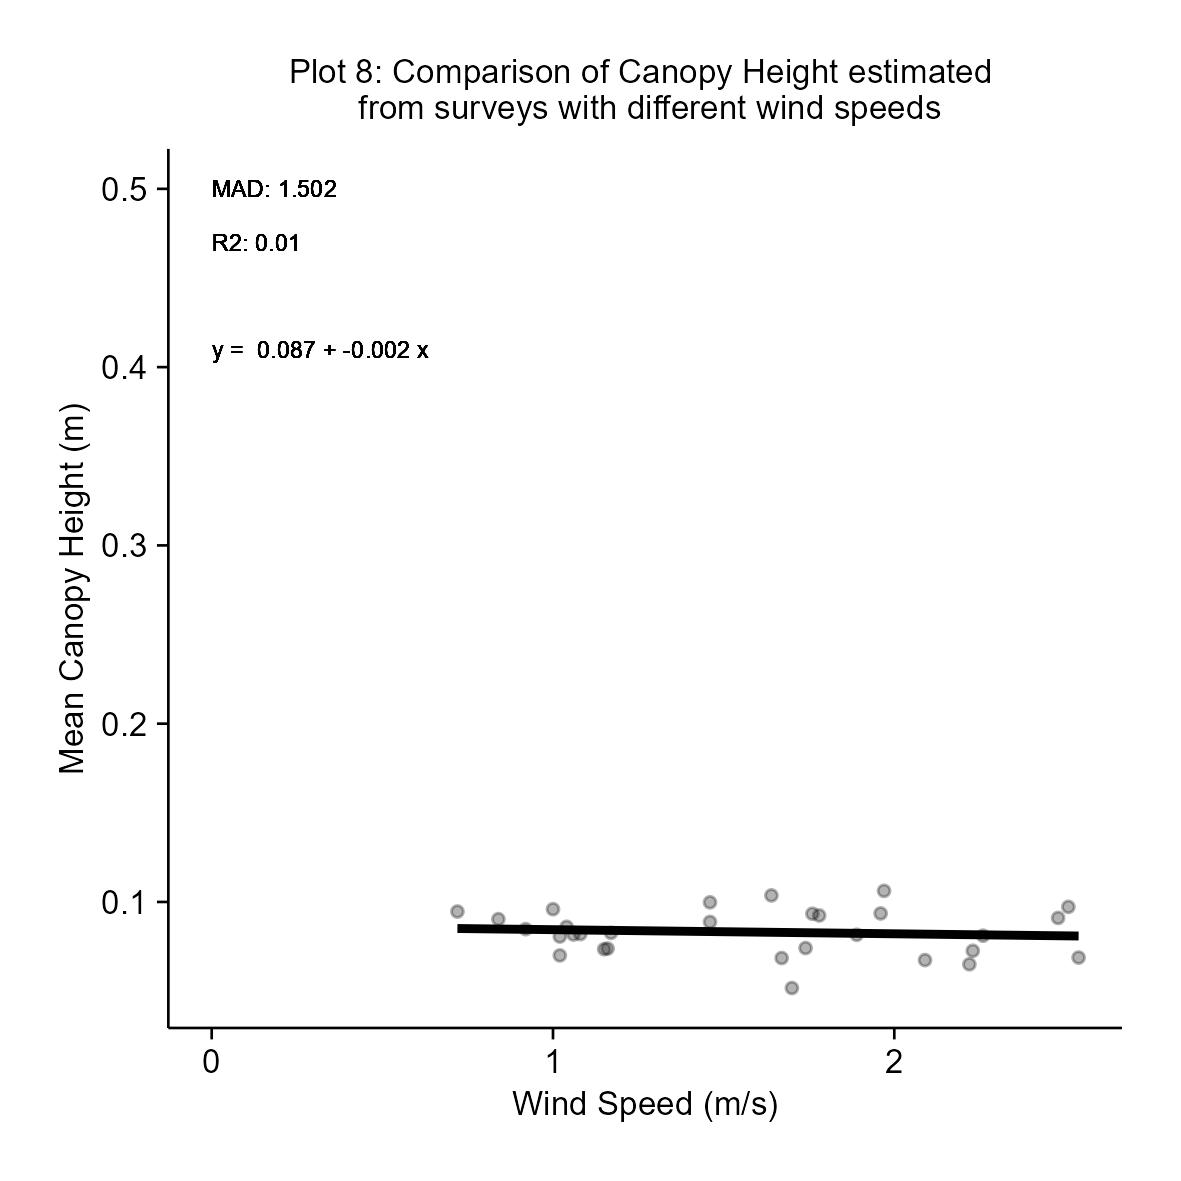 Plot 8: Comparison of Canopy Height estimated
from surveys with different wind speeds
0.5
MAD: 1.502
R2: 0.01
y =  0.087 + -0.002 x
0.4
0.3
0.2
0.1
Mean Canopy Height (m)
0
1
2
Wind Speed (m/s)